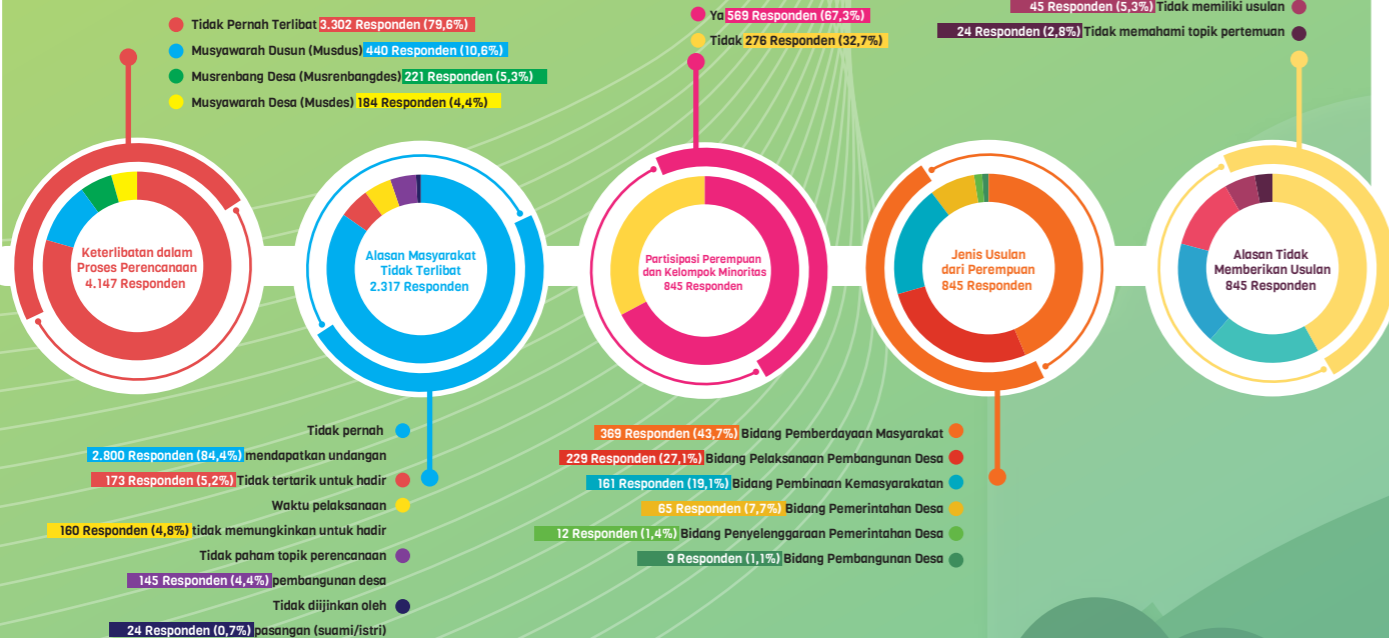 Tidak Pernah Terlibat 3.302 Responden (79,6%)
Musyawarah Dusun (Musdus) 440 Responden (10,6%)
Musrenbang Desa (Musrenbangdes) 221 Responden (5,3%)
Musyawarah Desa (Musdes) 184 Responden (4,4%)
Ya 569 Responden (67,3%)
Tidak 276 Responden (32,7%)
45 Responden (5,3%) Tidak memiliki usulan
24 Responden (2,8%) Tidak memahami topik pertemuan
Keterlibatan dalam
Proses Perencanaan
4.147 Responden
Alasan Masyarakat
Tidak Terlibat
2.317 Responden
Partisipasi Perempuan
dan Kelompok Minoritas
845 Responden
Jenis Usulan
dari Perempuan
845 Responden
Alasan Tidak
Memberikan Usulan
845 Responden
Tidak pernah
2.800 Responden (84,4%) mendapatkan undangan
173 Responden (5,2%) Tidak tertarik untuk hadir
Waktu pelaksanaan
160 Responden (4,8%) tidak memungkinkan untuk hadir
Tidak paham topik perencanaan
145 Responden (4,4%) pembangunan desa
Tidak diijinkan oleh
24 Responden (0,7%) pasangan (suami/istri)
369 Responden (43,7%) Bidang Pemberdayaan Masyarakat
229 Responden (27,1%) Bidang Pelaksanaan Pembangunan Desa
161 Responden (19,1%) Bidang Pembinaan Kemasyarakatan
65 Responden (7,7%) Bidang Pemerintahan Desa
12 Responden (1,4%) Bidang Penyelenggaraan Pemerintahan Desa
9 Responden (1,1%) Bidang Pembangunan Desa